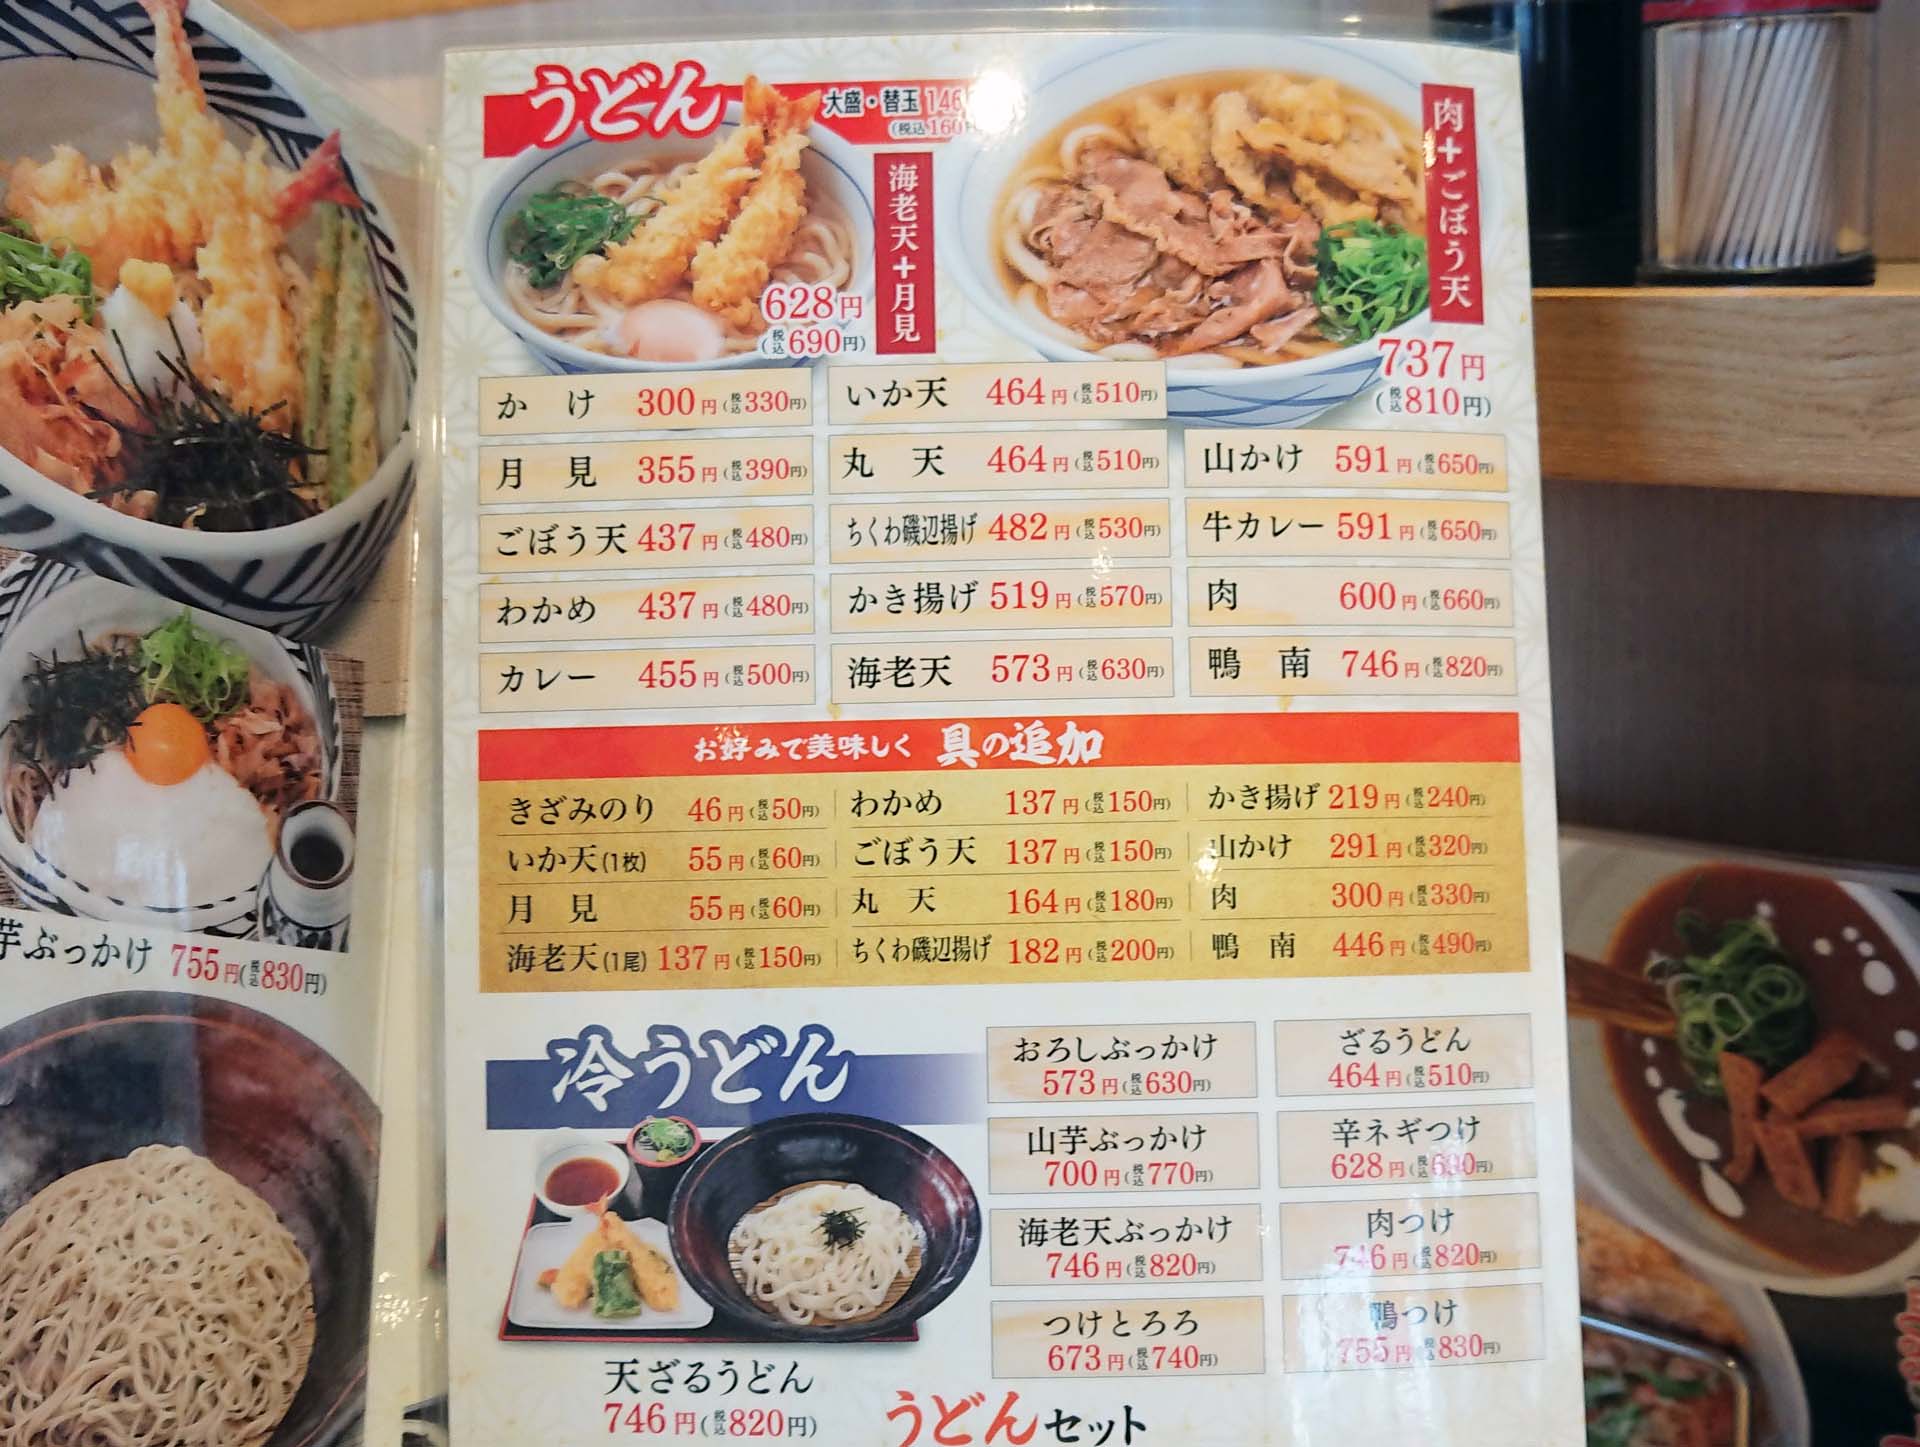 うどん
大盛・替玉 146
(税込160円
海老天+月見
628円
(税込690円)
肉+ごぼう天
737円
(税込810円)
かけ 300円(税込330円)
月見 355円(税込390円)
ごぼう天 437円(税込480円)
わかめ 437円(税込480円)
カレー 455円(税込500円)
いか天 464円(税込510円)
丸天 464円(税込510円)
ちくわ磯辺揚げ 482円(税込530円)
かき揚げ 519円(税込570円)
海老天 573円(税込630円)
山かけ 591円(税込650円)
牛カレー 591円(税込650円)
肉 600円(税込660円)
鴨南 746円(税込820円)
お好みで美味しく 具の追加
きざみのり 46円(税込50円)
いか天(1枚) 55円(税込60円)
月見 55円(税込60円)
海老天(1尾) 137円(税込150円)
わかめ 137円(税込150円)
ごぼう天 137円(税込150円)
丸天 164円(税込180円)
ちくわ磯辺揚げ 182円(税込200円)
かき揚げ 219円(税込240円)
山かけ 291円(税込320円)
肉 300円(税込330円)
鴨南 446円(税込490円)
冷うどん
天ざるうどん
746円(税込820円)
おろしぶっかけ
573円(税込630円)
山芋ぶっかけ
700円(税込770円)
海老天ぶっかけ
746円(税込820円)
つけとろろ
673円(税込740円)
ざるうどん
464円(税込510円)
辛ネギつけ
628円(税込690円)
肉つけ
746円(税込820円)
鴨つけ
755円(税込830円)
うどんセット
芋ぶっかけ 755円(税込830円)